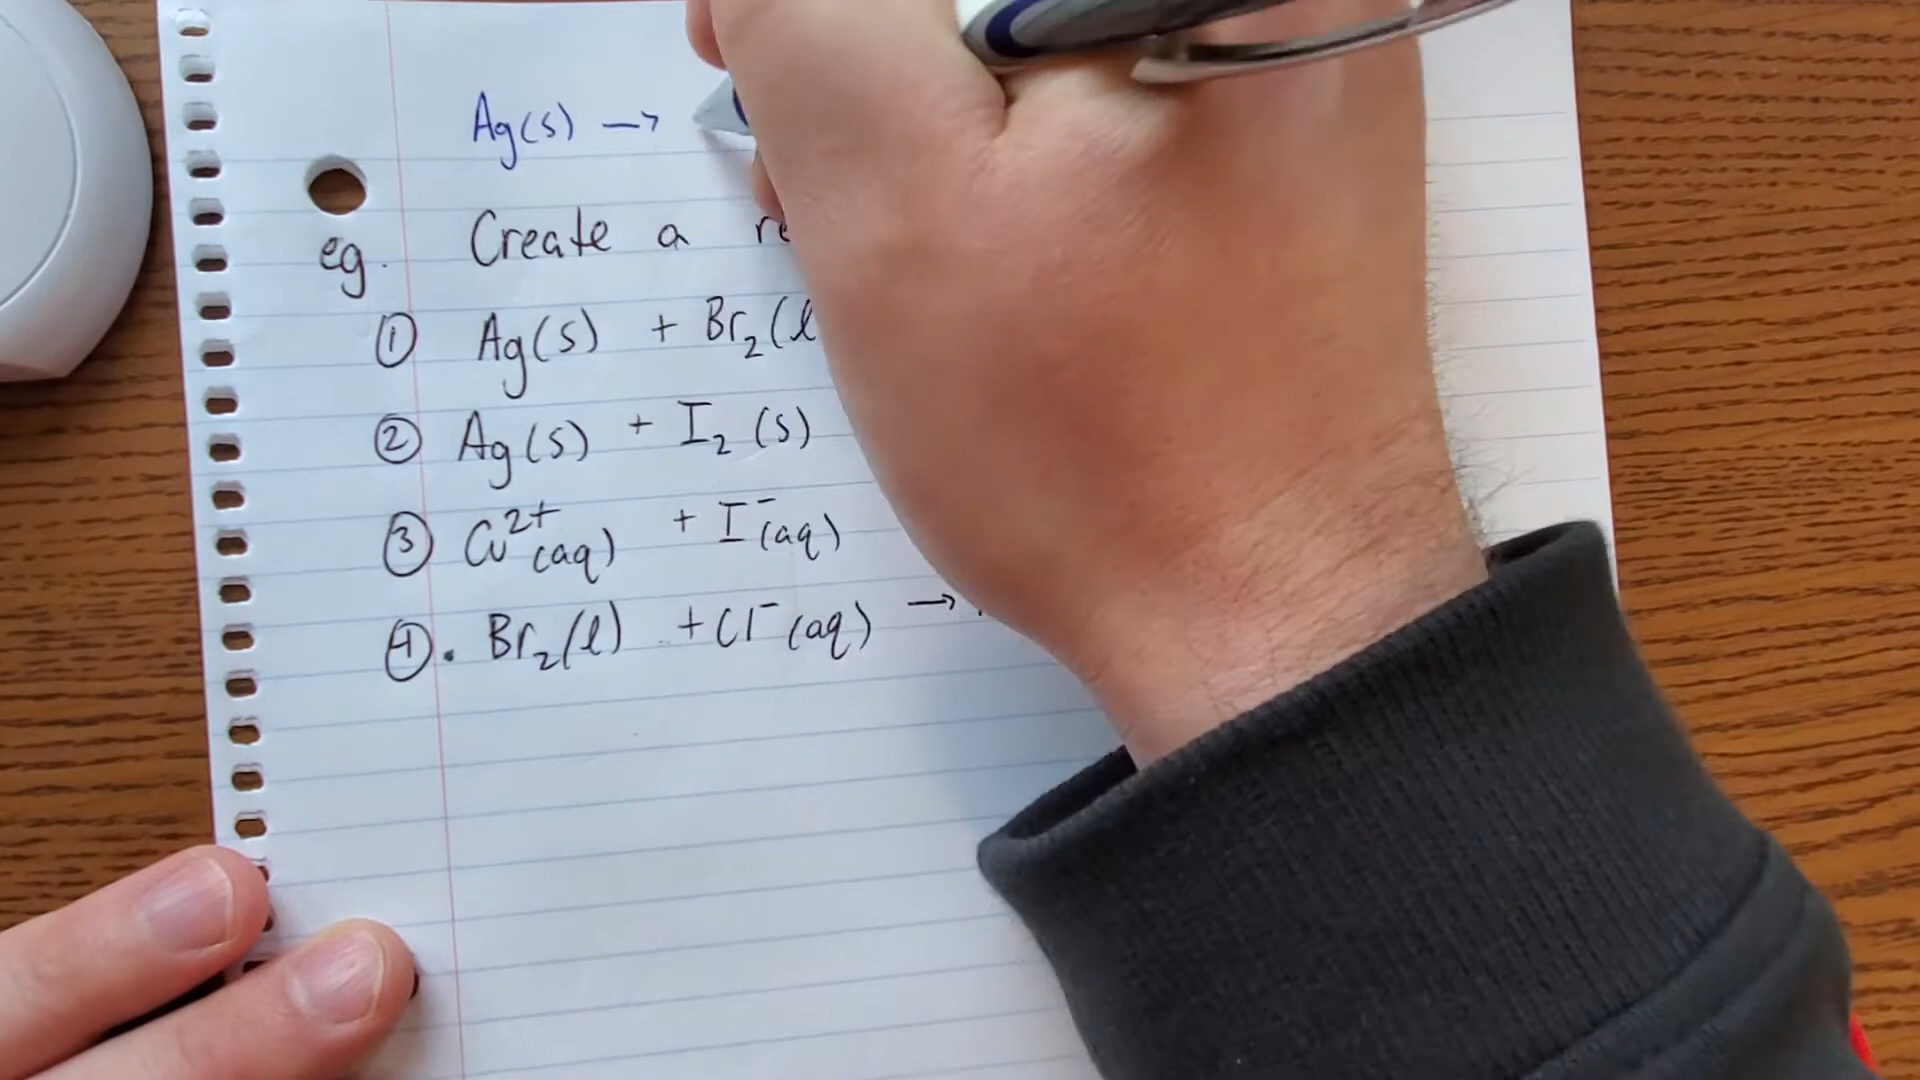 Ag(s) →
eg. Create a
① Ag(s) + Br₂(l
② Ag(s) + I₂(s)
③ Cu²⁺(aq) + I⁻(aq)
④. Br₂(l) + Cl⁻(aq) →